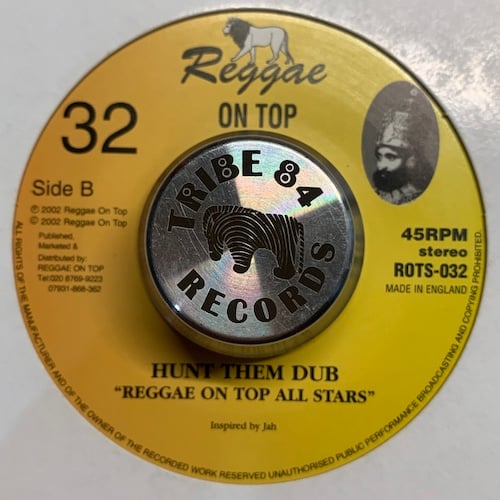 Reggae
ON TOP
32
Side B
℗ 2002 Reggae On Top
© 2002 Reggae On Top
Published,
Marketed &
Distributed by:
REGGAE ON TOP
Tel: 020 8769-9223
07931-868-362
TRIBE 84
RECORDS
45RPM
stereo
ROTS-032
MADE IN ENGLAND
HUNT THEM DUB
"REGGAE ON TOP ALL STARS"
Inspired by Jah
ALL RIGHTS OF THE MANUFACTURER AND OF THE OWNER OF THE RECORDED WORK RESERVED UNAUTHORISED PUBLIC PERFORMANCE BROADCASTING AND COPYING PROHIBITED.